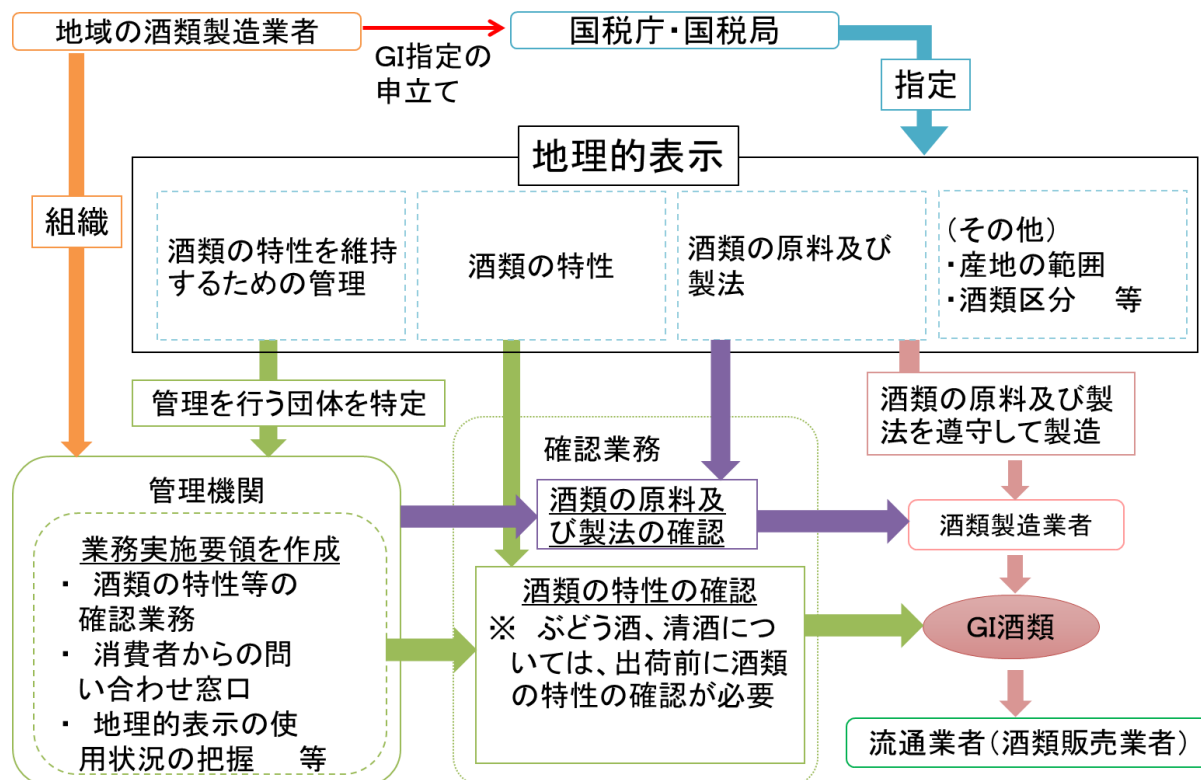 地域の酒類製造業者
GI指定の
申立て
国税庁・国税局
指定
組織
地理的表示
酒類の特性を維持
するための管理
酒類の特性
酒類の原料及び
製法
(その他)
・産地の範囲
・酒類区分　等
管理を行う団体を特定
酒類の原料及び製
法を遵守して製造
確認業務
管理機関
業務実施要領を作成
・ 酒類の特性等の
確認業務
・ 消費者からの問
い合わせ窓口
・ 地理的表示の使
用状況の把握　等
酒類の原料及
び製法の確認
酒類の特性の確認
※ ぶどう酒、清酒につ
いては、出荷前に酒類
の特性の確認が必要
酒類製造業者
GI酒類
流通業者(酒類販売業者)